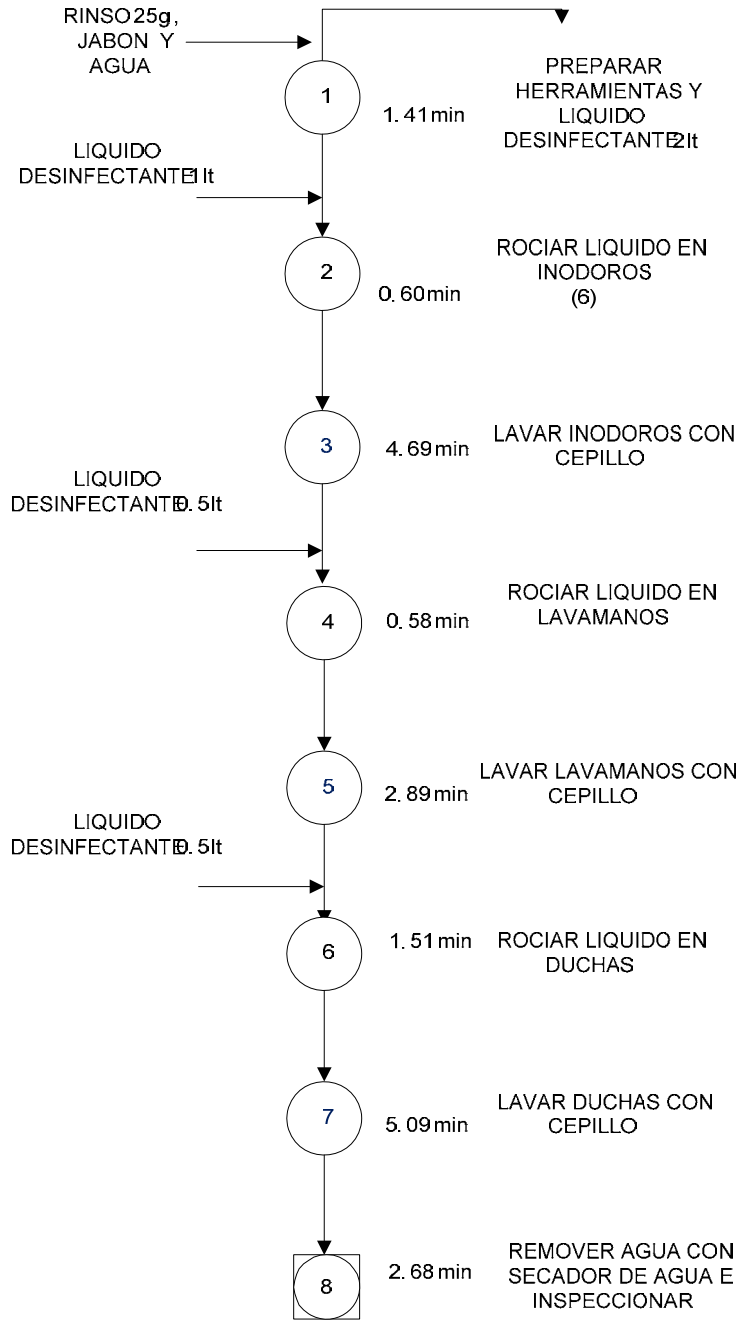 RINSO 25g,
JABON Y
AGUA
1
1. 41 min
PREPARAR
HERRAMIENTAS Y
LIQUIDO
DESINFECTANTE 2lt
LIQUIDO
DESINFECTANTE 1lt
2
0. 60 min
ROCIAR LIQUIDO EN
INODOROS
(6)
3
4. 69 min
LAVAR INODOROS CON
CEPILLO
LIQUIDO
DESINFECTANTE 0. 5lt
4
0. 58 min
ROCIAR LIQUIDO EN
LAVAMANOS
5
2. 89 min
LAVAR LAVAMANOS CON
CEPILLO
LIQUIDO
DESINFECTANTE 0. 5lt
6
1. 51 min
ROCIAR LIQUIDO EN
DUCHAS
7
5. 09 min
LAVAR DUCHAS CON
CEPILLO
8
2. 68 min
REMOVER AGUA CON
SECADOR DE AGUA E
INSPECCIONAR